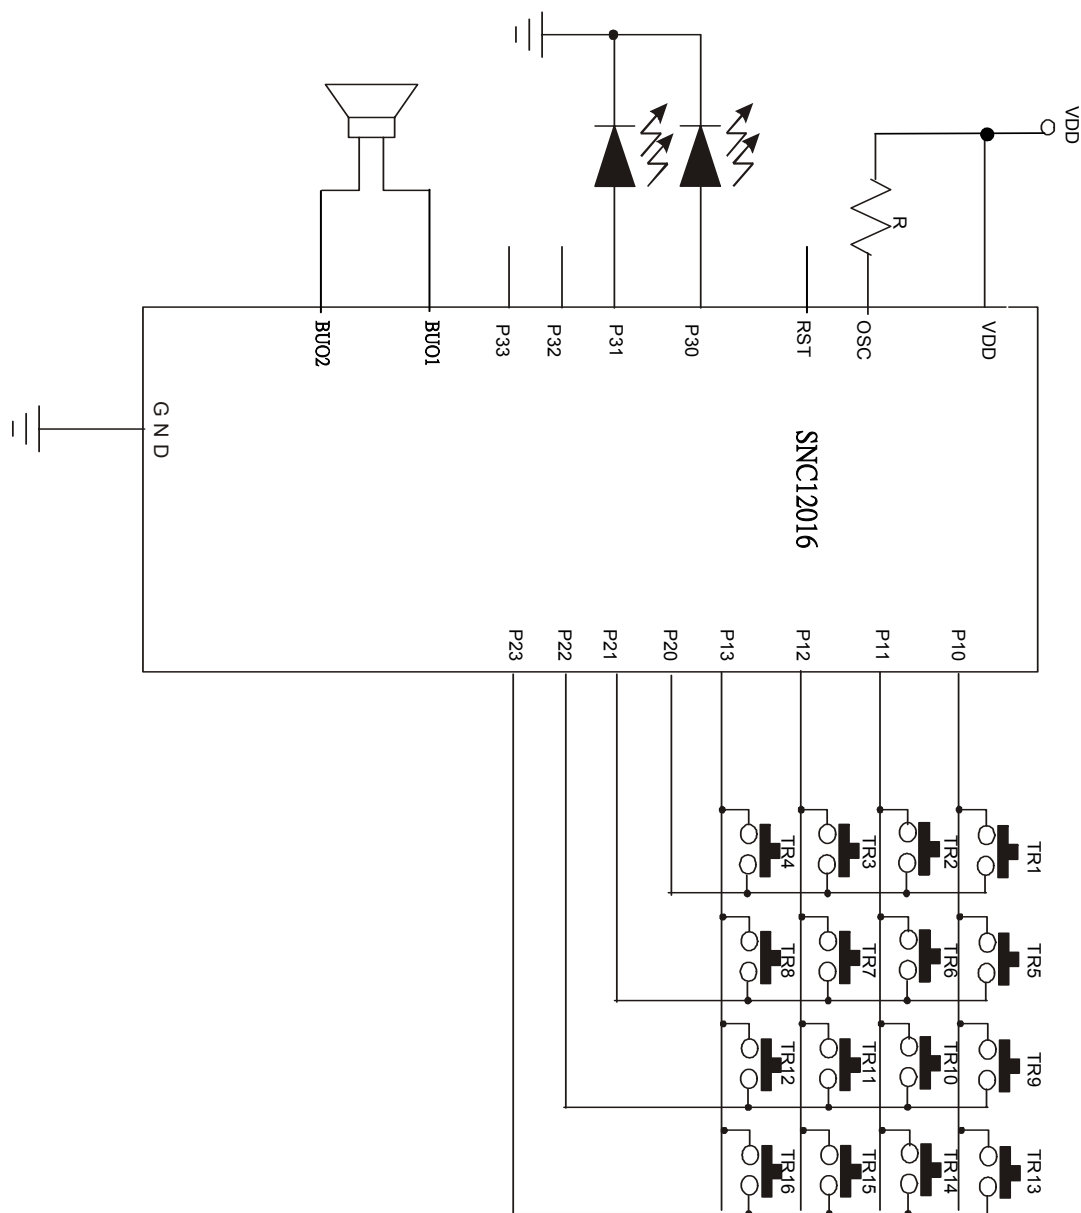 VDD
R
VDD
OSC
RST
P30
P31
P32
P33
BUO1
BUO2
GND
SNC12016
P10
P11
P12
P13
P20
P21
P22
P23
TR1
TR2
TR3
TR4
TR5
TR6
TR7
TR8
TR9
TR10
TR11
TR12
TR13
TR14
TR15
TR16